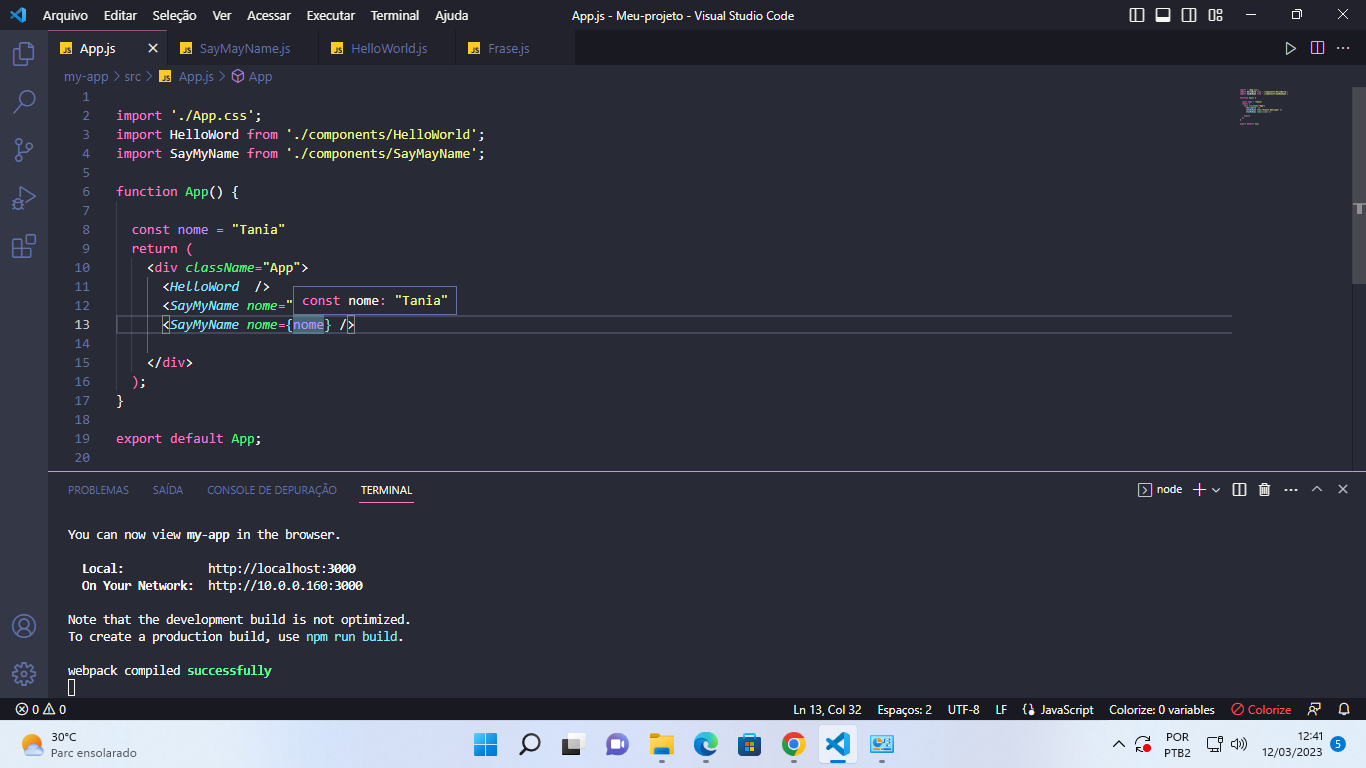 Arquivo Editar Seleção Ver Acessar Executar Terminal Ajuda App.js - Meu-projeto - Visual Studio Code
JS App.js JS SayMayName.js JS HelloWorld.js JS Frase.js
my-app > src > JS App.js > App
1
2 import './App.css';
3 import HelloWord from './components/HelloWorld';
4 import SayMyName from './components/SayMayName';
5
6 function App() {
7
8 const nome = "Tania"
9 return (
10 <div className="App">
11 <HelloWord />
12 <SayMyName nome="
const nome: "Tania"
13 <SayMyName nome={nome} />
14
15 </div>
16 );
17 }
18
19 export default App;
20
PROBLEMAS SAÍDA CONSOLE DE DEPURAÇÃO TERMINAL node
You can now view my-app in the browser.
Local: http://localhost:3000
On Your Network: http://10.0.0.160:3000
Note that the development build is not optimized.
To create a production build, use npm run build.
webpack compiled successfully
0 0 Ln 13, Col 32 Espaços: 2 UTF-8 LF JavaScript Colorize: 0 variables Colorize
30°C
Parc ensolarado
POR
PTB2
12:41
12/03/2023
5